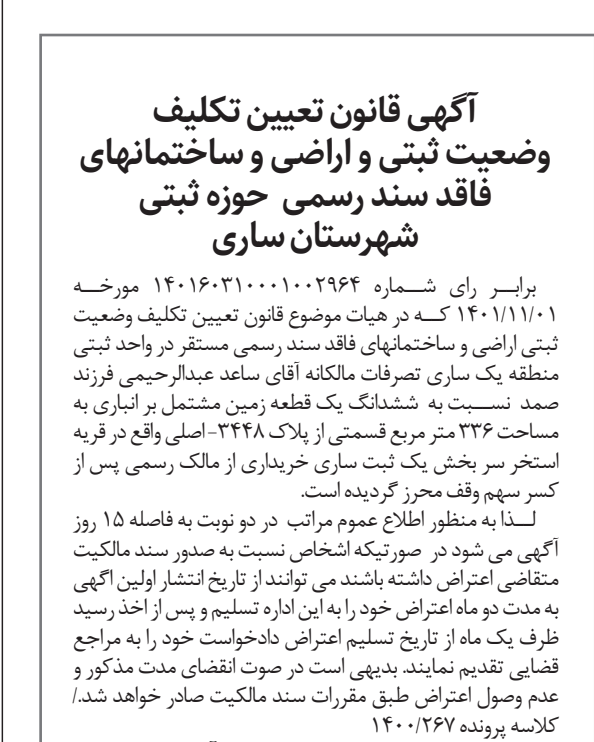 آگهی قانون تعیین تکلیف
وضعیت ثبتی و اراضی و ساختمانهای
فاقد سند رسمی حوزه ثبتی
شهرستان ساری
برابر رای شماره ۱۴۰۱۶۰۳۱۰۰۰۱۰۰۲۹۶۴ مورخه
۱۴۰۱/۱۱/۰۱ که در هیات موضوع قانون تعیین تکلیف وضعیت
ثبتی اراضی و ساختمانهای فاقد سند رسمی مستقر در واحد ثبتی
منطقه یک ساری تصرفات مالکانه آقای ساعد عبدالرحیمی فرزند
صمد نسبت به ششدانگ یک قطعه زمین مشتمل بر انباری به
مساحت ۳۳۶ متر مربع قسمتی از پلاک ۳۴۴۸- اصلی واقع در قریه
استخر سر بخش یک ثبت ساری خریداری از مالک رسمی پس از
کسر سهم وقف محرز گردیده است.
لذا به منظور اطلاع عموم مراتب در دو نوبت به فاصله ۱۵ روز
آگهی می شود در صورتیکه اشخاص نسبت به صدور سند مالکیت
متقاضی اعتراض داشته باشند می توانند از تاریخ انتشار اولین اگهی
به مدت دو ماه اعتراض خود را به این اداره تسلیم و پس از اخذ رسید
ظرف یک ماه از تاریخ تسلیم اعتراض دادخواست خود را به مراجع
قضایی تقدیم نمایند. بدیهی است در صوت انقضای مدت مذکور و
عدم وصول اعتراض طبق مقررات سند مالکیت صادر خواهد شد./
کلاسه پرونده ۱۴۰۰/۲۶۷